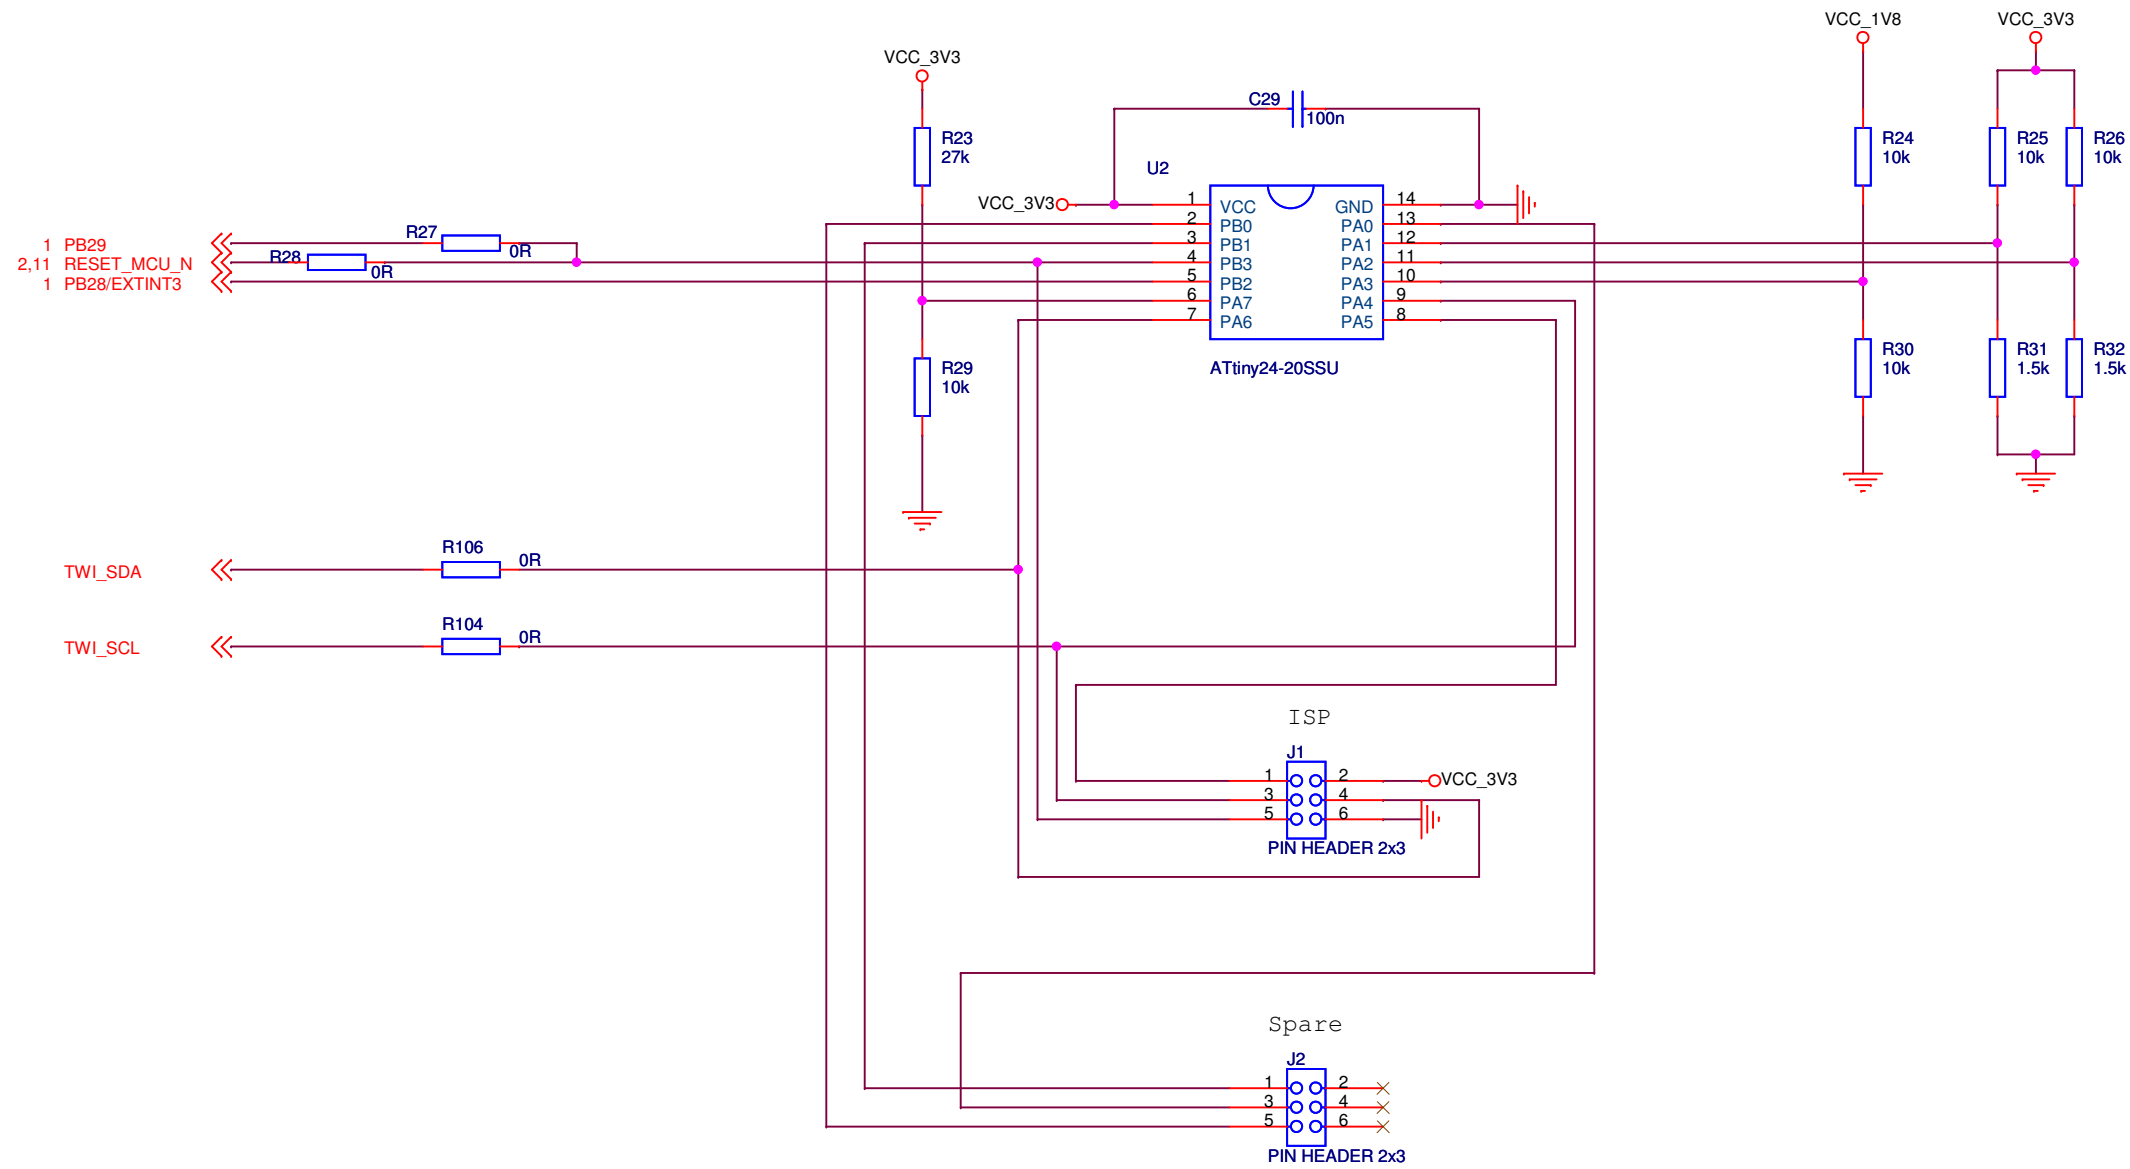 VCC_1V8
VCC_3V3
VCC_3V3
C29
100n
R23
27k
R24
10k
R25
10k
R26
10k
U2
VCC_3V3
1
VCC
GND
14
2
PB0
PA0
13
3
PB1
PA1
12
4
PB3
PA2
11
5
PB2
PA3
10
6
PA7
PA4
9
7
PA6
PA5
8
ATtiny24-20SSU
R27
0R
1 PB29
R28
0R
2,11 RESET_MCU_N
1 PB28/EXTINT3
R29
10k
R30
10k
R31
1.5k
R32
1.5k
R106
0R
TWI_SDA
R104
0R
TWI_SCL
ISP
J1
1
2
VCC_3V3
3
4
5
6
PIN HEADER 2x3
Spare
J2
1
2
3
4
5
6
PIN HEADER 2x3